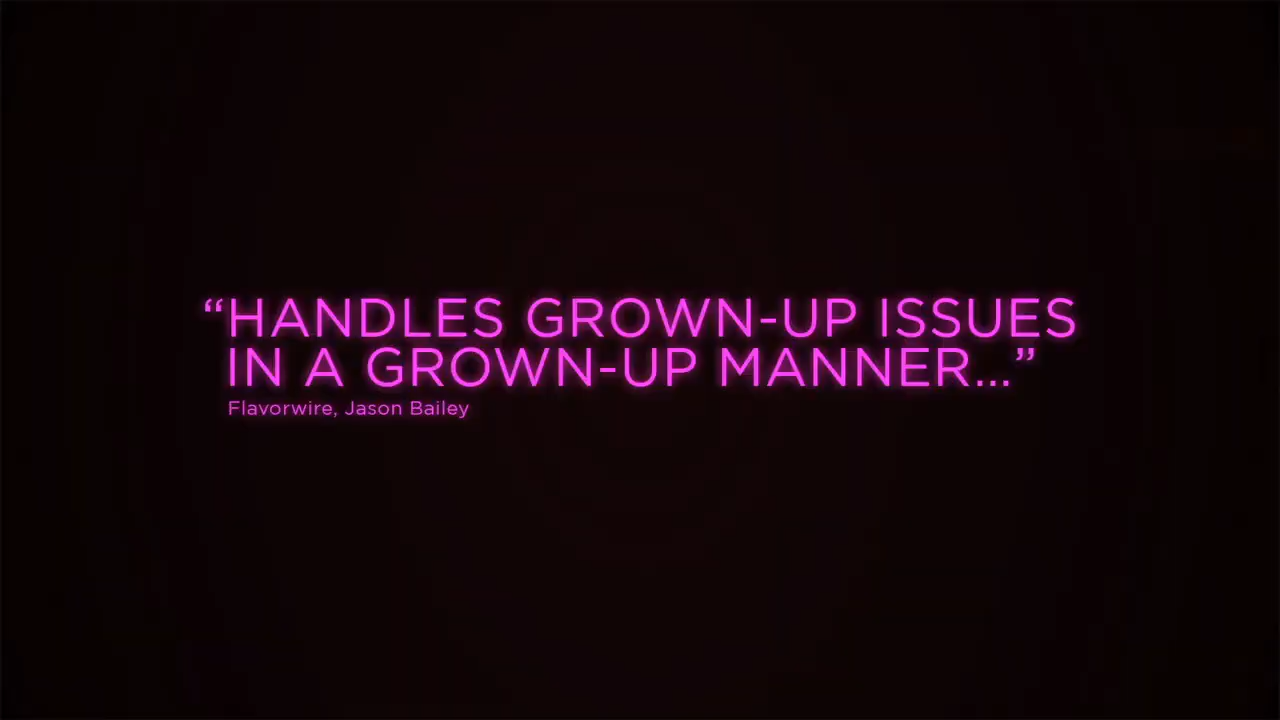 “HANDLES GROWN-UP ISSUES
IN A GROWN-UP MANNER...”
Flavorwire, Jason Bailey